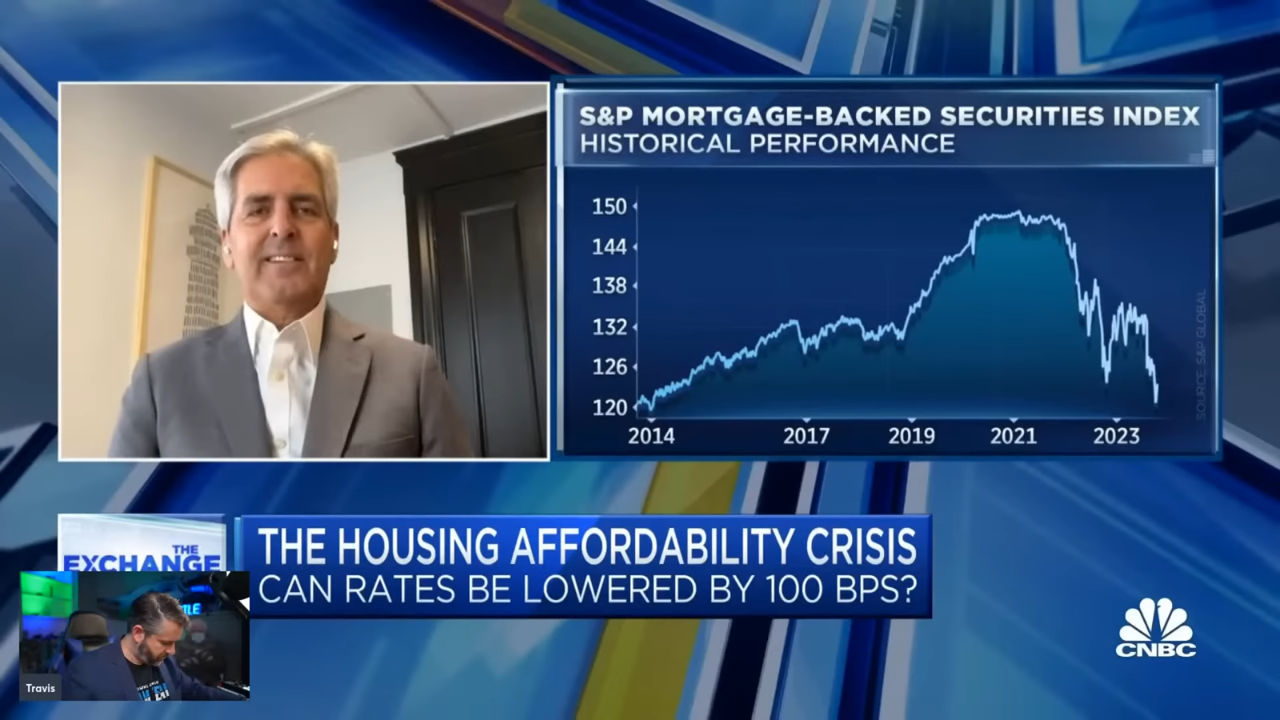 S&P MORTGAGE-BACKED SECURITIES INDEX
HISTORICAL PERFORMANCE
150
144
138
132
126
120
2014 2017 2019 2021 2023
SOURCE: S&P GLOBAL
THE
EXCHANGE
THE HOUSING AFFORDABILITY CRISIS
CAN RATES BE LOWERED BY 100 BPS?
Travis
CNBC